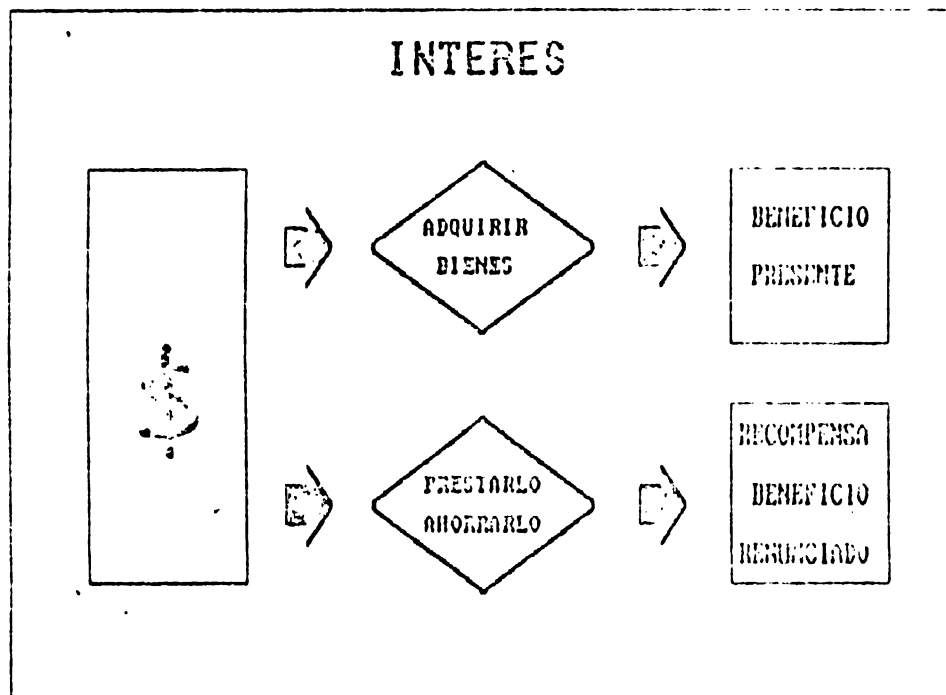 INTERES
$
ADQUIRIR
BIENES
BENEFICIO
PRESENTE
PRESTARLO
AHORRARLO
RECOMPENSA
BENEFICIO
RENUNCIADO